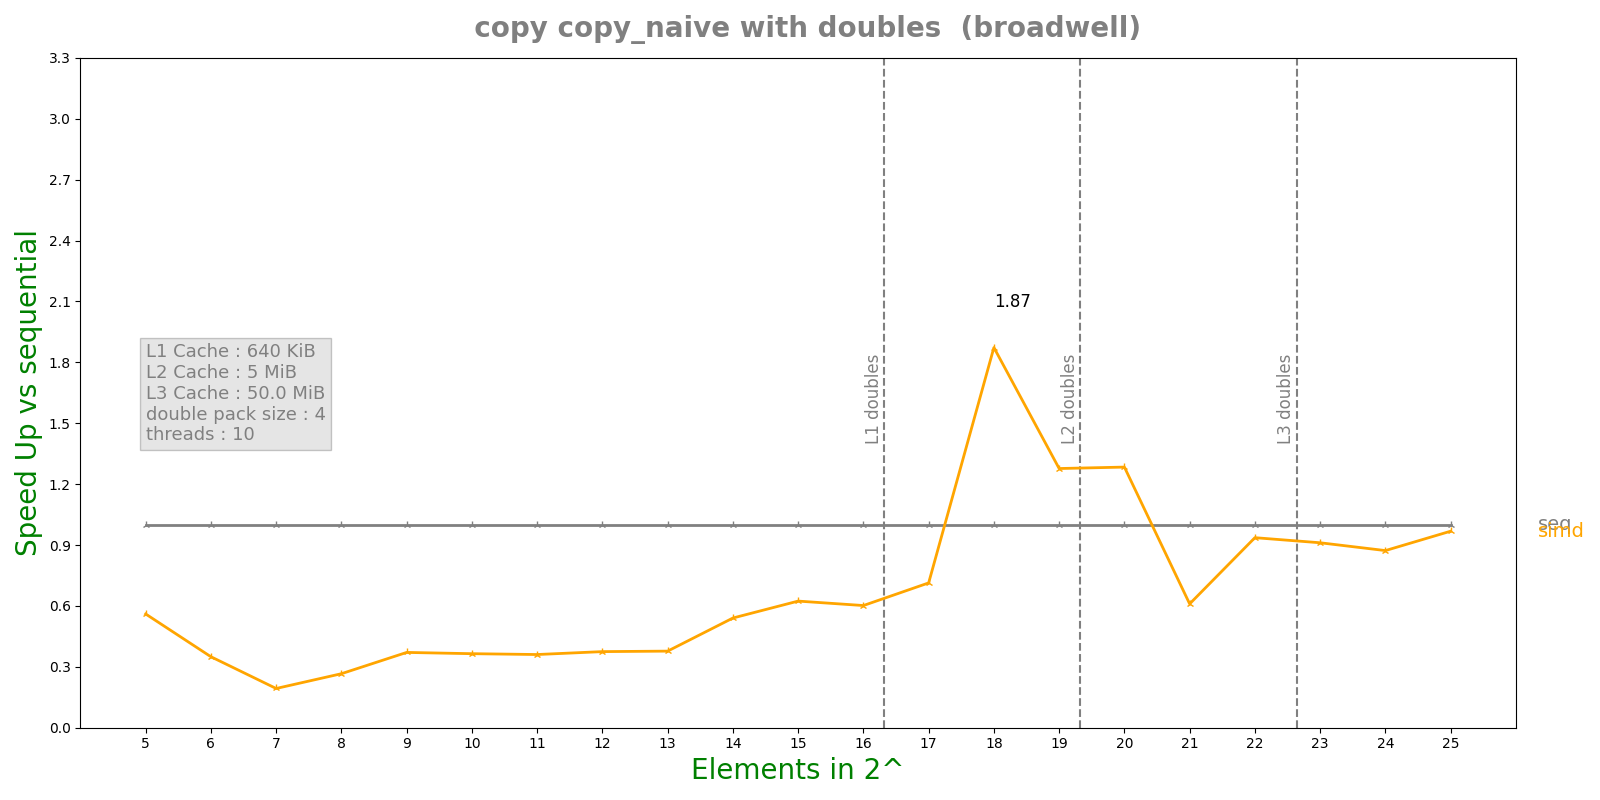 copy copy_naive with doubles  (broadwell)
Speed Up vs sequential
3.3
3.0
2.7
2.4
2.1
1.8
1.5
1.2
0.9
0.6
0.3
0.0
1.87
L1 Cache : 640 KiB
L2 Cache : 5 MiB
L3 Cache : 50.0 MiB
double pack size : 4
threads : 10
L1 doubles
L2 doubles
L3 doubles
seq
simd
5 6 7 8 9 10 11 12 13 14 15 16 17 18 19 20 21 22 23 24 25
Elements in 2^